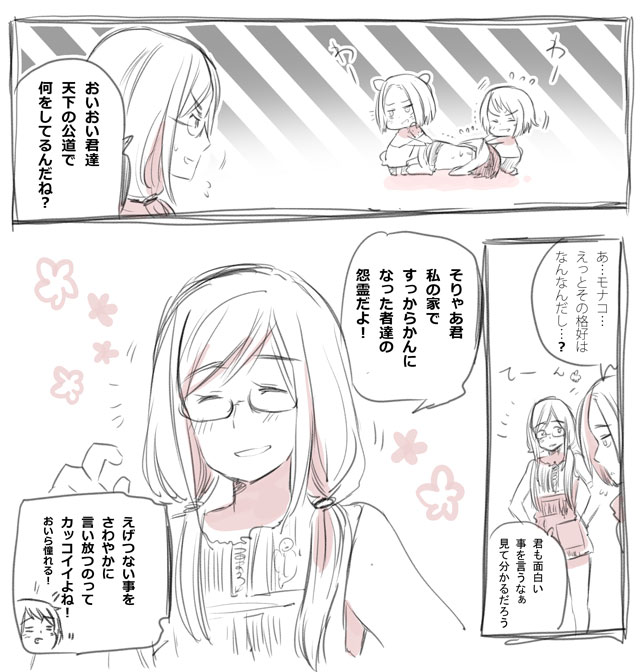 おいおい君達
天下の公道で
何をしてるんだね？
わー
わー
あ…モナコ…
えっとその格好は
なんなんだし…？
てーん
君も面白い
事を言うなぁ
見て分かるだろう
そりゃあ君
私の家で
すっからかんに
なった者達の
怨霊だよ！
えげつない事を
さわやかに
言い放つのって
カッコイイよね！
おいら憧れる！